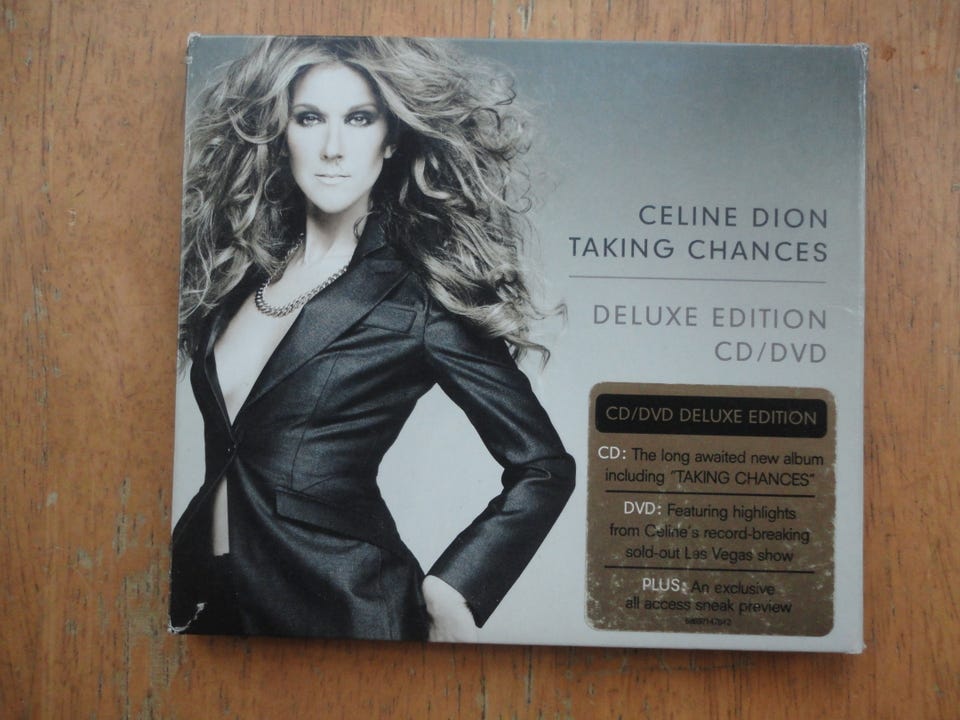 CELINE DION
TAKING CHANCES
DELUXE EDITION
CD/DVD
CD/DVD DELUXE EDITION
CD: The long awaited new album
including "TAKING CHANCES"
DVD: Featuring highlights
from Celine's record-breaking
sold-out Las Vegas show
PLUS: An exclusive
all access sneak preview